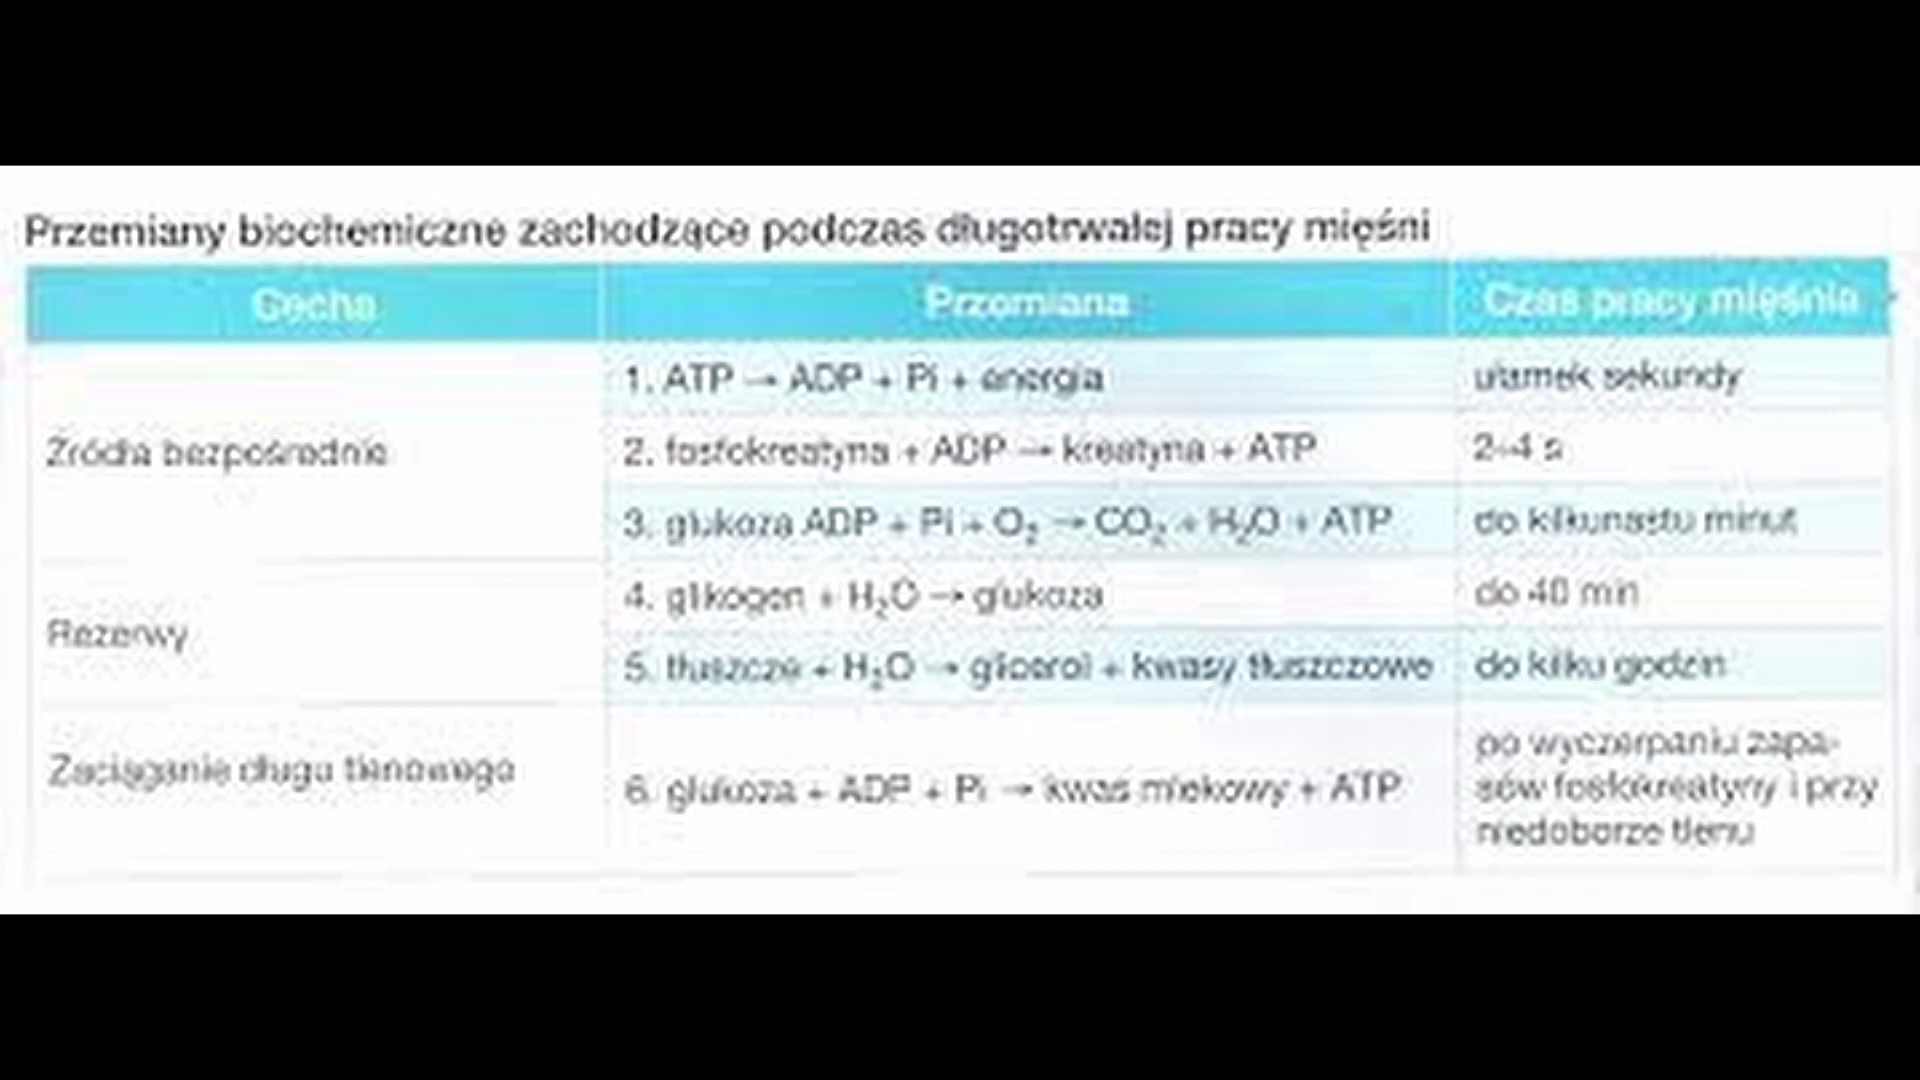 Przemiany biochemiczne zachodzące podczas długotrwałej pracy mięśni
Cecha
Przemiana
Czas pracy mięśnia
Źródła bezpośrednie
1. ATP → ADP + Pi + energia
ułamek sekundy
2. fosfokreatyna + ADP → kreatyna + ATP
2–4 s
3. glukoza ADP + Pi + O₂ → CO₂ + H₂O + ATP
do kilkunastu minut
Rezerwy
4. glikogen + H₂O → glukoza
do 40 min
5. tłuszcze + H₂O → glicerol + kwasy tłuszczowe
do kilku godzin
Zaciąganie długu tlenowego
6. glukoza + ADP + Pi → kwas mlekowy + ATP
po wyczerpaniu zapa-
sów fosfokreatyny i przy
niedoborze tlenu